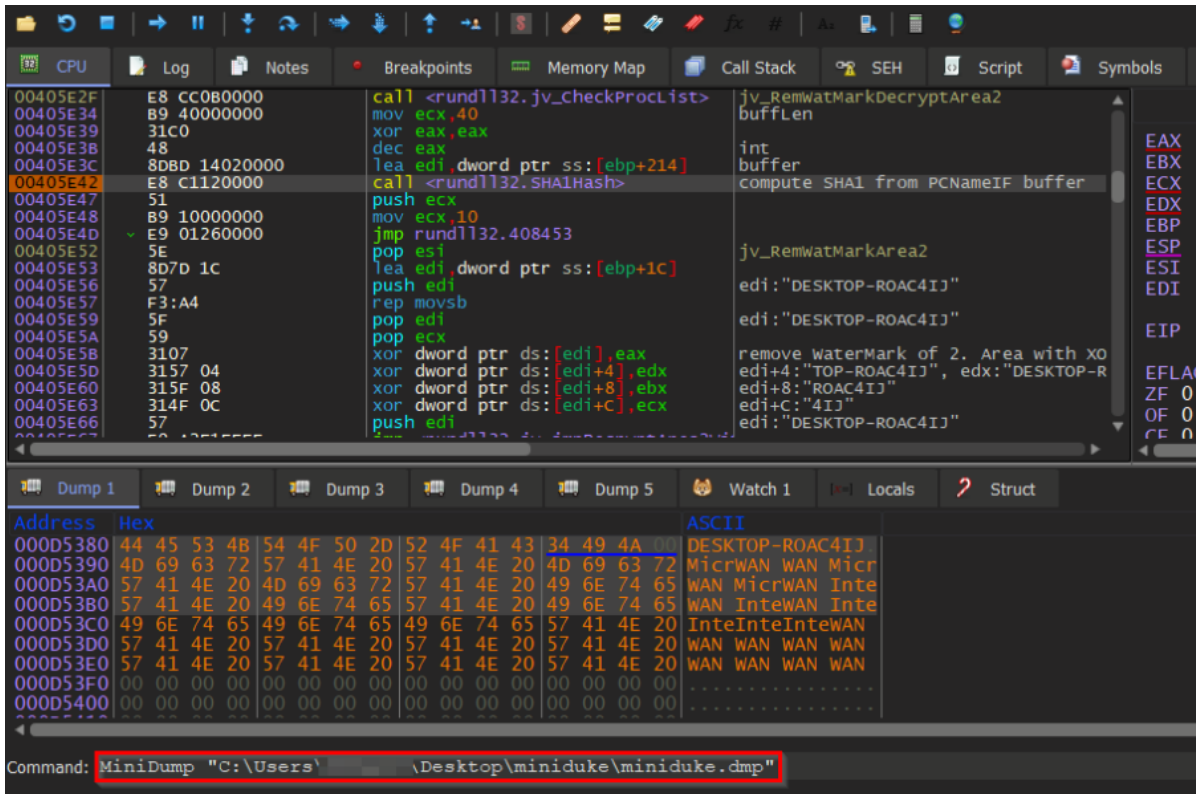 CPU Log Notes Breakpoints Memory Map Call Stack SEH Script Symbols
00405E2F E8 CC0B0000 call <rundll32.jv_CheckProcList> jv_RemWatMarkDecryptArea2
00405E34 B9 40000000 mov ecx,40 buffLen
00405E39 31C0 xor eax,eax
00405E3B 48 dec eax int
00405E3C 8DBD 14020000 lea edi,dword ptr ss:[ebp+214] buffer
00405E42 E8 C1120000 call <rundll32.SHA1Hash> compute SHA1 from PCNameIF buffer
00405E47 51 push ecx
00405E48 B9 10000000 mov ecx,10
00405E4D E9 01260000 jmp rundll32.408453
00405E52 5E pop esi jv_RemWatMarkArea2
00405E53 8D7D 1C lea edi,dword ptr ss:[ebp+1C]
00405E56 57 push edi edi:"DESKTOP-ROAC4IJ"
00405E57 F3:A4 rep movsb
00405E59 5F pop edi edi:"DESKTOP-ROAC4IJ"
00405E5A 59 pop ecx
00405E5B 3107 xor dword ptr ds:[edi],eax remove WaterMark of 2. Area with XO
00405E5D 3157 04 xor dword ptr ds:[edi+4],edx edi+4:"TOP-ROAC4IJ", edx:"DESKTOP-R
00405E60 315F 08 xor dword ptr ds:[edi+8],ebx edi+8:"ROAC4IJ"
00405E63 314F 0C xor dword ptr ds:[edi+C],ecx edi+C:"4IJ"
00405E66 57 push edi edi:"DESKTOP-ROAC4IJ"
EAX
EBX
ECX
EDX
EBP
ESP
ESI
EDI
EIP
EFLAG
ZF 0
OF 0
CF 0
Dump 1 Dump 2 Dump 3 Dump 4 Dump 5 Watch 1 Locals Struct
Address Hex ASCII
000D5380 44 45 53 4B 54 4F 50 2D 52 4F 41 43 34 49 4A 00 DESKTOP-ROAC4IJ.
000D5390 4D 69 63 72 57 41 4E 20 57 41 4E 20 4D 69 63 72 MicrWAN WAN Micr
000D53A0 57 41 4E 20 4D 69 63 72 57 41 4E 20 49 6E 74 65 WAN MicrWAN Inte
000D53B0 57 41 4E 20 49 6E 74 65 57 41 4E 20 49 6E 74 65 WAN InteWAN Inte
000D53C0 49 6E 74 65 49 6E 74 65 49 6E 74 65 57 41 4E 20 InteInteInteWAN
000D53D0 57 41 4E 20 57 41 4E 20 57 41 4E 20 57 41 4E 20 WAN WAN WAN WAN
000D53E0 57 41 4E 20 57 41 4E 20 57 41 4E 20 57 41 4E 20 WAN WAN WAN WAN
000D53F0 00 00 00 00 00 00 00 00 00 00 00 00 00 00 00 00 ................
000D5400 00 00 00 00 00 00 00 00 00 00 00 00 00 00 00 00 ................
Command: MiniDump "C:\Users\ \Desktop\miniduke\miniduke.dmp"